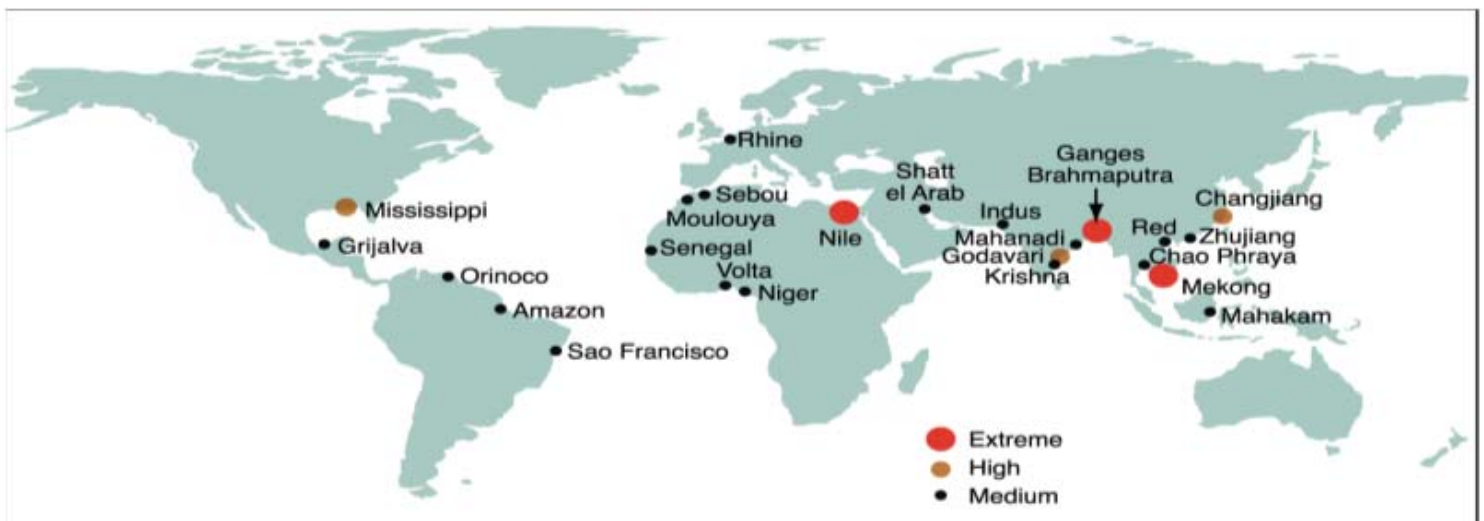 Rhine
Ganges
Brahmaputra
Shatt
el Arab
Sebou
Changjiang
Mississippi
Moulouya
Indus
Red
Nile
Mahanadi
Zhujiang
Grijalva
Senegal
Godavari
Chao Phraya
Volta
Krishna
Orinoco
Niger
Mekong
Amazon
Mahakam
Sao Francisco
Extreme
High
Medium